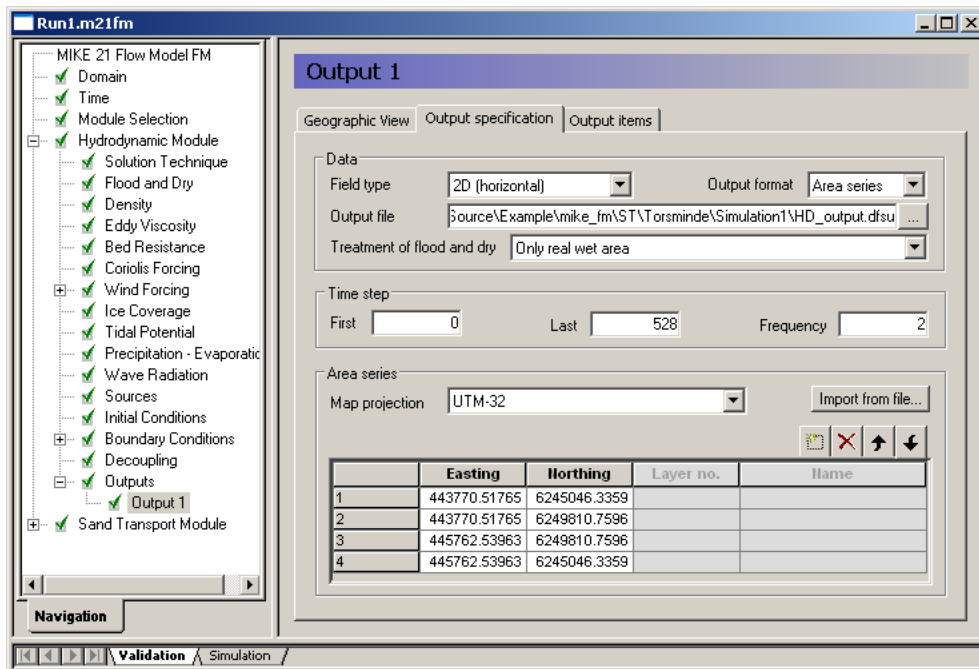 Run1.m21fm
MIKE 21 Flow Model FM
Domain
Time
Module Selection
Hydrodynamic Module
Solution Technique
Flood and Dry
Density
Eddy Viscosity
Bed Resistance
Coriolis Forcing
Wind Forcing
Ice Coverage
Tidal Potential
Precipitation - Evaporatic
Wave Radiation
Sources
Initial Conditions
Boundary Conditions
Decoupling
Outputs
Output 1
Sand Transport Module
Navigation
Output 1
Geographic View Output specification Output items
Data
Field type 2D (horizontal) Output format Area series
Output file Source\Example\mike_fm\ST\Torsminde\Simulation1\HD_output.dfsu ...
Treatment of flood and dry Only real wet area
Time step
First 0 Last 528 Frequency 2
Area series
Map projection UTM-32 Import from file...
Easting Northing Layer no. Name
1 443770.51765 6245046.3359
2 443770.51765 6249810.7596
3 445762.53963 6249810.7596
4 445762.53963 6245046.3359
Validation Simulation